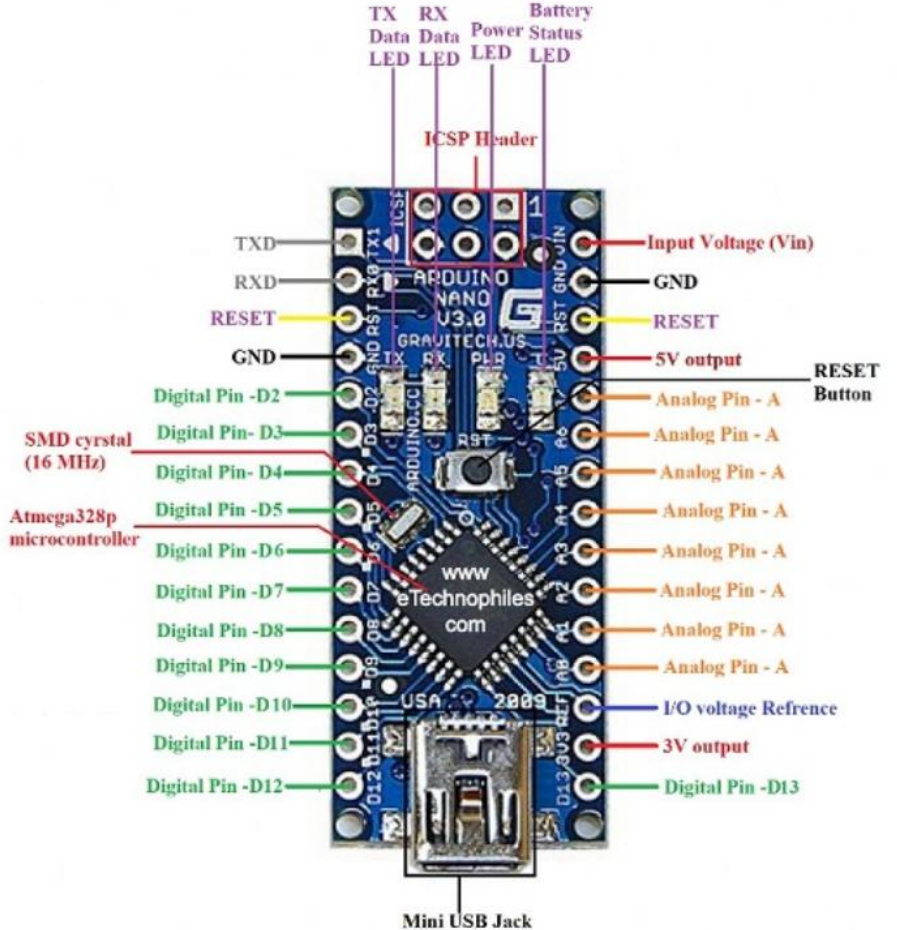 TX
Data
LED
RX
Data
LED
Power
LED
Battery
Status
LED
ICSP Header
ICSP
1
TXD
TX1
VIN
Input Voltage (Vin)
RXD
RX0
ARDUINO
NANO
V3.0
GND
GND
RESET
RST
RST
RESET
GRAVITECH.US
GND
GND
5V
5V output
TX
RX
PWR
RESET
Button
Digital Pin -D2
D2
ARDUINO.CC
Analog Pin - A
Digital Pin- D3
D3
RST
A6
Analog Pin - A
SMD cyrstal
(16 MHz)
Digital Pin- D4
D4
A5
Analog Pin - A
Digital Pin -D5
D5
A4
Analog Pin - A
Atmega328p
microcontroller
Digital Pin -D6
D6
A3
Analog Pin - A
www
eTechnophiles
com
Digital Pin -D7
D7
A2
Analog Pin - A
Digital Pin -D8
D8
A1
Analog Pin - A
Digital Pin -D9
D9
A0
Analog Pin - A
Digital Pin -D10
D10
USA
2009
REF
I/O voltage Refrence
Digital Pin -D11
D11
3V3
3V output
Digital Pin -D12
D12
D13
Digital Pin -D13
Mini USB Jack